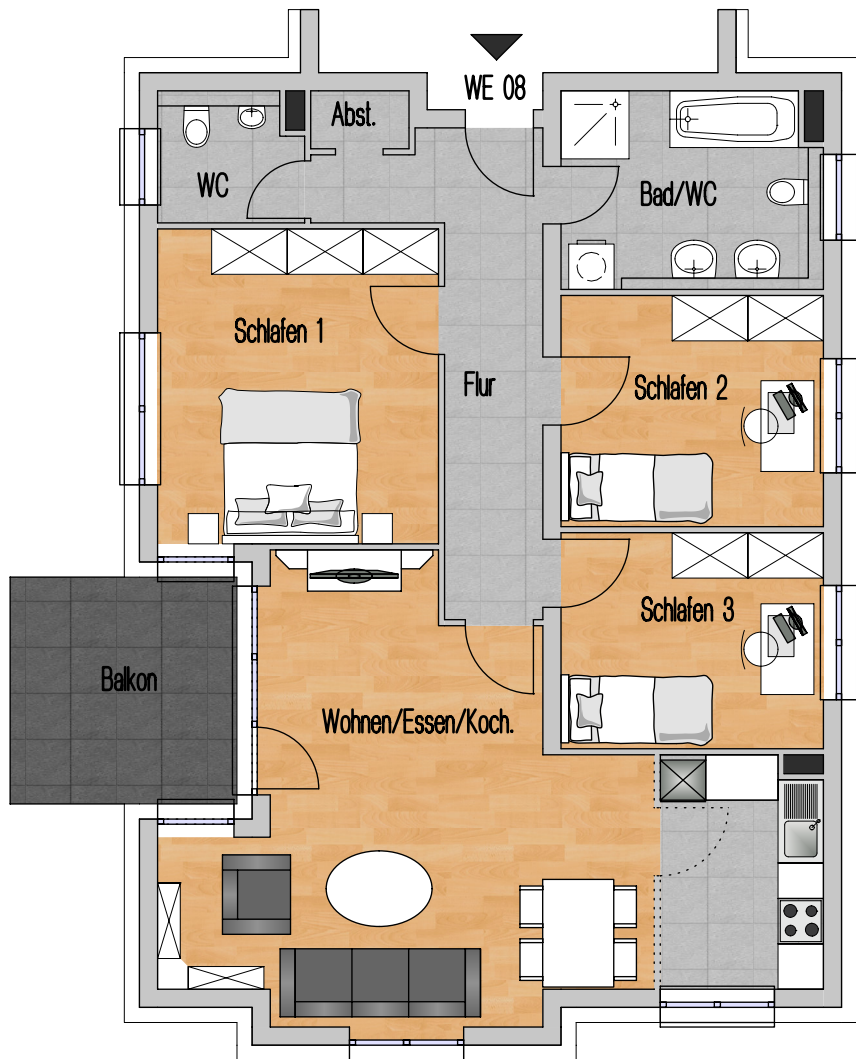 WE 08
Abst.
WC
Bad/WC
Schlafen 1
Flur
Schlafen 2
Schlafen 3
Balkon
Wohnen/Essen/Koch.